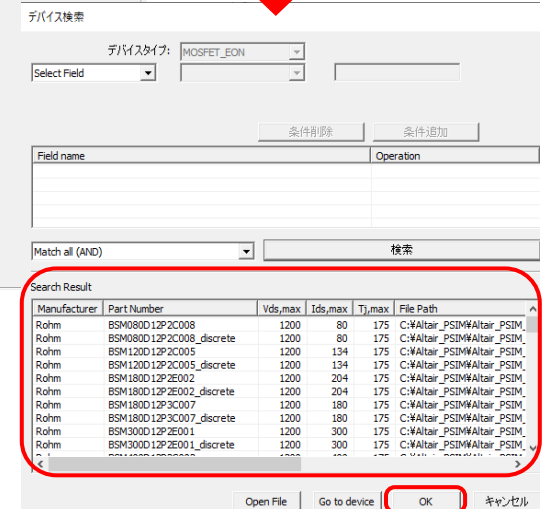 デバイス検索
デバイスタイプ: MOSFET_EON
Select Field
条件削除 条件追加
Field name Operation
Match all (AND) 検索
Search Result
Manufacturer Part Number Vds,max Ids,max Tj,max File Path
Rohm BSM080D12P2C008 1200 80 175 C:¥Altair_PSIM¥Altair_PSIM_
Rohm BSM080D12P2C008_discrete 1200 80 175 C:¥Altair_PSIM¥Altair_PSIM_
Rohm BSM120D12P2C005 1200 134 175 C:¥Altair_PSIM¥Altair_PSIM_
Rohm BSM120D12P2C005_discrete 1200 134 175 C:¥Altair_PSIM¥Altair_PSIM_
Rohm BSM180D12P2E002 1200 204 175 C:¥Altair_PSIM¥Altair_PSIM_
Rohm BSM180D12P2E002_discrete 1200 204 175 C:¥Altair_PSIM¥Altair_PSIM_
Rohm BSM180D12P3C007 1200 180 175 C:¥Altair_PSIM¥Altair_PSIM_
Rohm BSM180D12P3C007_discrete 1200 180 175 C:¥Altair_PSIM¥Altair_PSIM_
Rohm BSM300D12P2E001 1200 300 175 C:¥Altair_PSIM¥Altair_PSIM_
Rohm BSM300D12P2E001_discrete 1200 300 175 C:¥Altair_PSIM¥Altair_PSIM_
Open File Go to device OK キャンセル